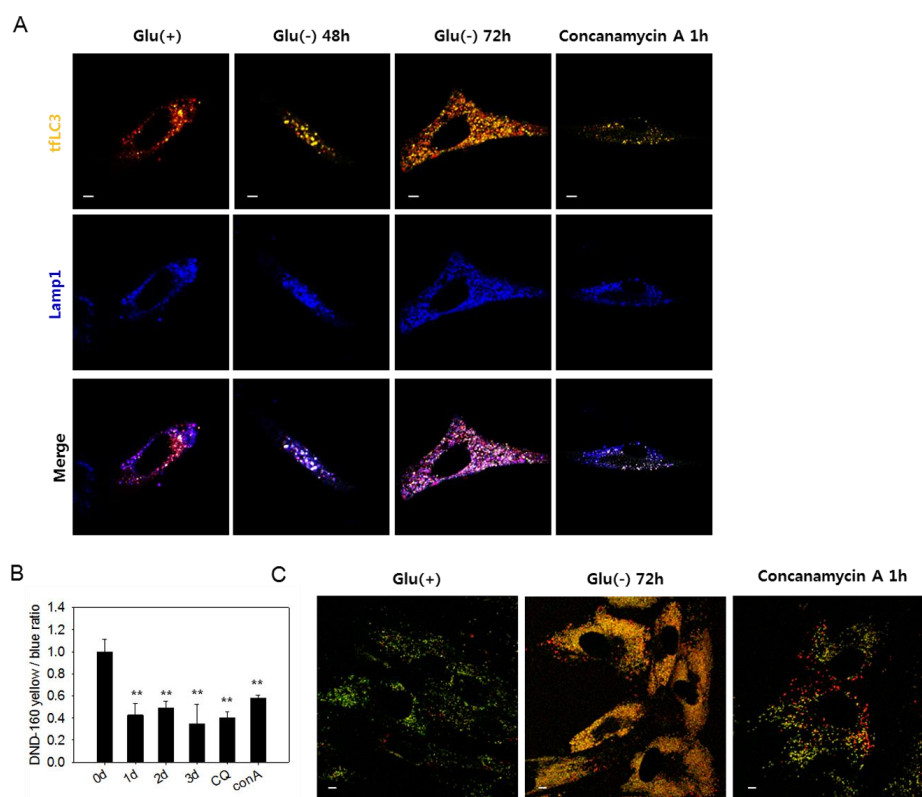 A
Glu(+) Glu(-) 48h Glu(-) 72h Concanamycin A 1h
tfLC3
Lamp1
Merge
B
DND-160 yellow / blue ratio
1.4
1.2
1.0
0.8
0.6
0.4
0.2
0.0
** ** ** ** **
0d 1d 2d 3d CQ conA
C
Glu(+) Glu(-) 72h Concanamycin A 1h